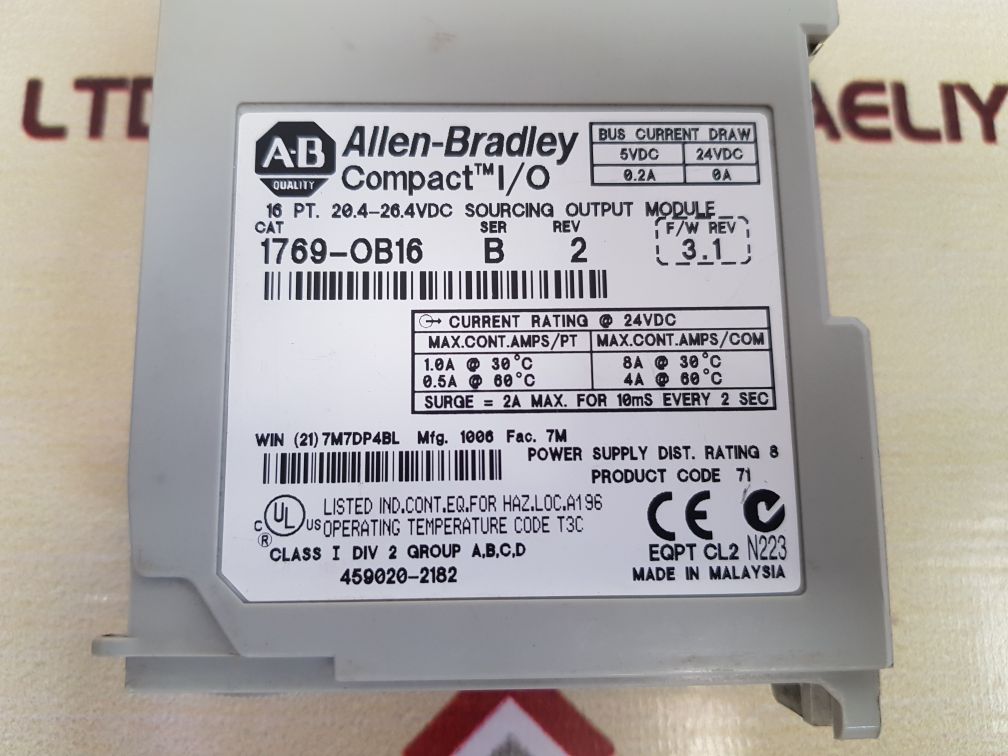 LTD
AELIY
A-B
QUALITY
Allen-Bradley
Compact™ I/O
BUS CURRENT DRAW
5VDC 24VDC
0.2A 0A
16 PT. 20.4-26.4VDC SOURCING OUTPUT MODULE
CAT SER REV F/W REV
1769-OB16 B 2 3.1
CURRENT RATING @ 24VDC
MAX.CONT.AMPS/PT MAX.CONT.AMPS/COM
1.0A @ 30°C 8A @ 30°C
0.5A @ 60°C 4A @ 60°C
SURGE = 2A MAX. FOR 10mS EVERY 2 SEC
WIN (21) 7M7DP4BL Mfg. 1006 Fac. 7M
POWER SUPPLY DIST. RATING 8
PRODUCT CODE 71
C UL US ®
LISTED IND.CONT.EQ.FOR HAZ.LOC.A196
OPERATING TEMPERATURE CODE T3C
CLASS I DIV 2 GROUP A,B,C,D
459020-2182
CE
EQPT CL2 N223
MADE IN MALAYSIA